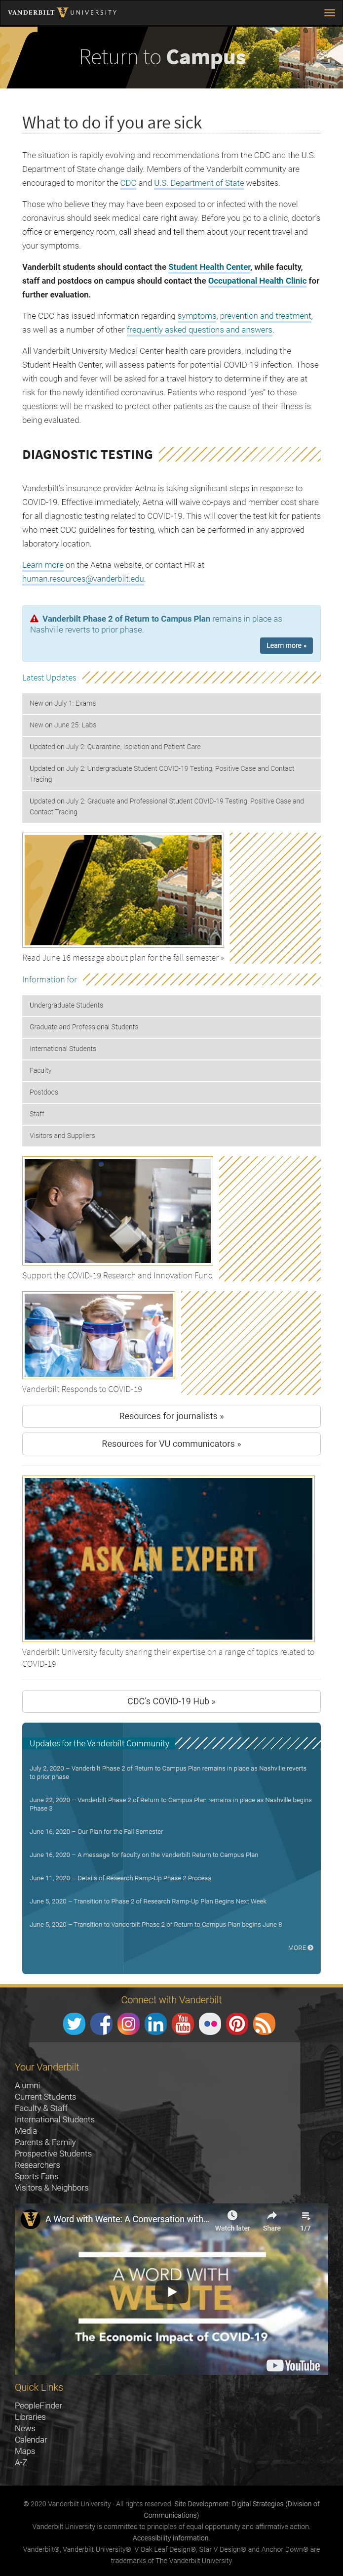 VANDERBILT V UNIVERSITY
Return to Campus
What to do if you are sick
The situation is rapidly evolving and recommendations from the CDC and the U.S.
Department of State change daily. Members of the Vanderbilt community are
encouraged to monitor the CDC and U.S. Department of State websites.
Those who believe they may have been exposed to or infected with the novel
coronavirus should seek medical care right away. Before you go to a clinic, doctor's
office or emergency room, call ahead and tell them about your recent travel and
your symptoms.
Vanderbilt students should contact the Student Health Center, while faculty,
staff and postdocs on campus should contact the Occupational Health Clinic for
further evaluation.
The CDC has issued information regarding symptoms, prevention and treatment,
as well as a number of other frequently asked questions and answers.
All Vanderbilt University Medical Center health care providers, including the
Student Health Center, will assess patients for potential COVID-19 infection. Those
with cough and fever will be asked for a travel history to determine if they are at
risk for the newly identified coronavirus. Patients who respond "yes" to these
questions will be masked to protect other patients as the cause of their illness is
being evaluated.
DIAGNOSTIC TESTING
Vanderbilt's insurance provider Aetna is taking significant steps in response to
COVID-19. Effective immediately, Aetna will waive co-pays and member cost share
for all diagnostic testing related to COVID-19. This will cover the test kit for patients
who meet CDC guidelines for testing, which can be performed in any approved
laboratory location.
Learn more on the Aetna website, or contact HR at
human.resources@vanderbilt.edu.
Vanderbilt Phase 2 of Return to Campus Plan remains in place as
Nashville reverts to prior phase.
Learn more »
Latest Updates
New on July 1: Exams
New on June 25: Labs
Updated on July 2: Quarantine, Isolation and Patient Care
Updated on July 2: Undergraduate Student COVID-19 Testing, Positive Case and Contact
Tracing
Updated on July 2: Graduate and Professional Student COVID-19 Testing, Positive Case and
Contact Tracing
Read June 16 message about plan for the fall semester »
Information for
Undergraduate Students
Graduate and Professional Students
International Students
Faculty
Postdocs
Staff
Visitors and Suppliers
Support the COVID-19 Research and Innovation Fund
Vanderbilt Responds to COVID-19
Resources for journalists »
Resources for VU communicators »
ASK AN EXPERT
Vanderbilt University faculty sharing their expertise on a range of topics related to
COVID-19
CDC's COVID-19 Hub »
Updates for the Vanderbilt Community
July 2, 2020 – Vanderbilt Phase 2 of Return to Campus Plan remains in place as Nashville reverts
to prior phase
June 22, 2020 – Vanderbilt Phase 2 of Return to Campus Plan remains in place as Nashville begins
Phase 3
June 16, 2020 – Our Plan for the Fall Semester
June 16, 2020 – A message for faculty on the Vanderbilt Return to Campus Plan
June 11, 2020 – Details of Research Ramp-Up Phase 2 Process
June 5, 2020 – Transition to Phase 2 of Research Ramp-Up Plan Begins Next Week
June 5, 2020 – Transition to Vanderbilt Phase 2 of Return to Campus Plan begins June 8
MORE
Connect with Vanderbilt
You Tube
Your Vanderbilt
Alumni
Current Students
Faculty & Staff
International Students
Media
Parents & Family
Prospective Students
Researchers
Sports Fans
Visitors & Neighbors
A Word with Wente: A Conversation with...
Watch later
Share
1/7
A WORD WITH
WENTE
The Economic Impact of COVID-19
YouTube
Quick Links
PeopleFinder
Libraries
News
Calendar
Maps
A-Z
© 2020 Vanderbilt University · All rights reserved. Site Development: Digital Strategies (Division of
Communications)
Vanderbilt University is committed to principles of equal opportunity and affirmative action.
Accessibility information.
Vanderbilt®, Vanderbilt University®, V Oak Leaf Design®, Star V Design® and Anchor Down® are
trademarks of The Vanderbilt University